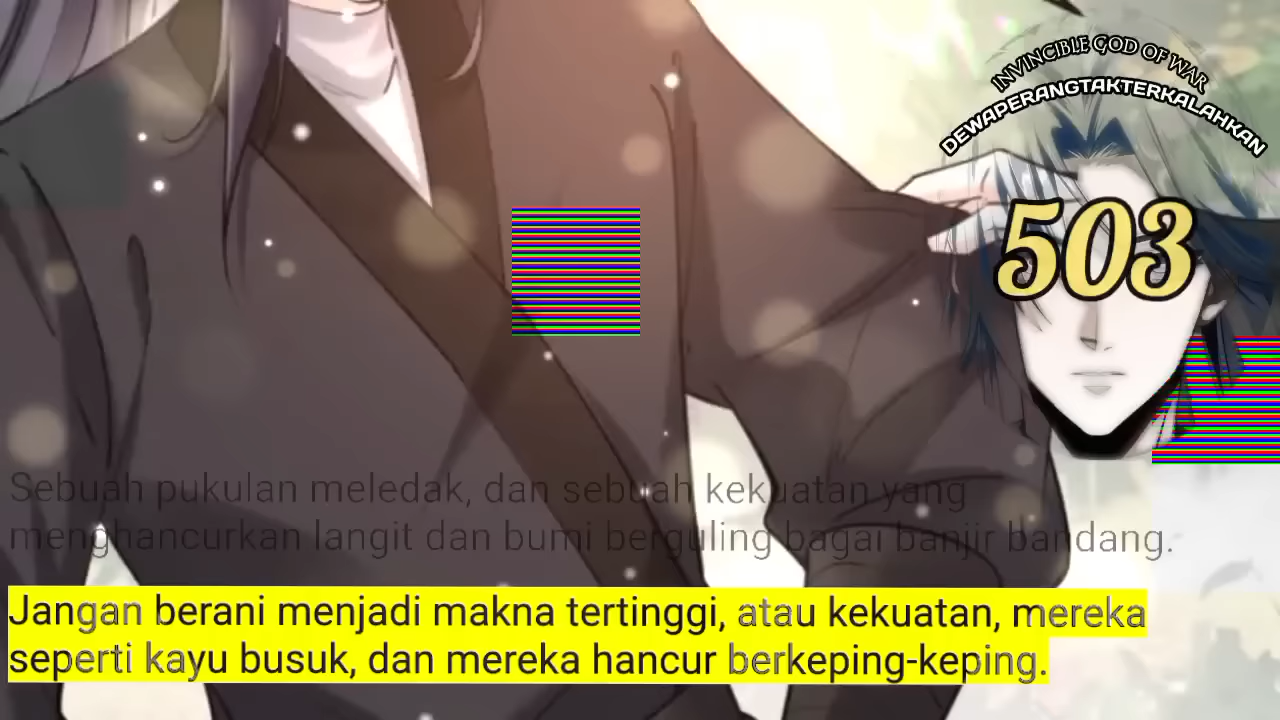 INVINCIBLE GOD OF WAR
DEWAPERANGTAKTERKALAHKAN
503
Sebuah pukulan meledak, dan sebuah kekuatan yang
menghancurkan langit dan bumi berguling bagai banjir bandang.
Jangan berani menjadi makna tertinggi, atau kekuatan, mereka
seperti kayu busuk, dan mereka hancur berkeping-keping.